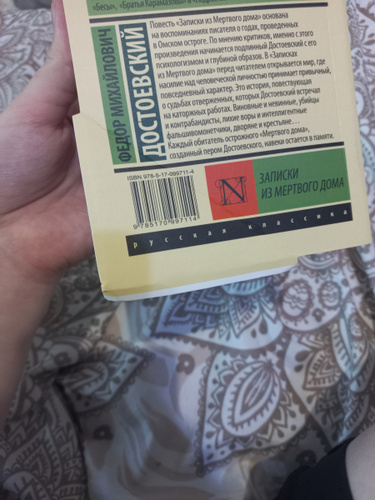 «Бесы», «Братья Карамазовы» и
ФЕДОР МИХАЙЛОВИЧ
ДОСТОЕВСКИЙ
Повесть «Записки из Мертвого дома» основана
на воспоминаниях писателя о годах, проведенных
в Омском остроге. По мнению критиков, именно с этого
произведения начинается подлинный Достоевский с его
психологизмом и глубиной образов. В «Записках
из Мертвого дома» перед читателем открывается мир, где
насилие над человеческой личностью принимает привычный,
повседневный характер. Это история, повествующая
о судьбах отверженных, которых Достоевский встречал
на каторжных работах. Виновные и невинные, убийцы
и контрабандисты, лихие воры и интеллигентные
фальшивомонетчики, дворяне и крестьяне...
Каждый обитатель острожного «Мертвого дома»,
созданный пером Достоевского, навеки остается в памяти.
ISBN 978-5-17-099711-4
9 785170 997114
N
ЗАПИСКИ
ИЗ МЕРТВОГО ДОМА
русская классика